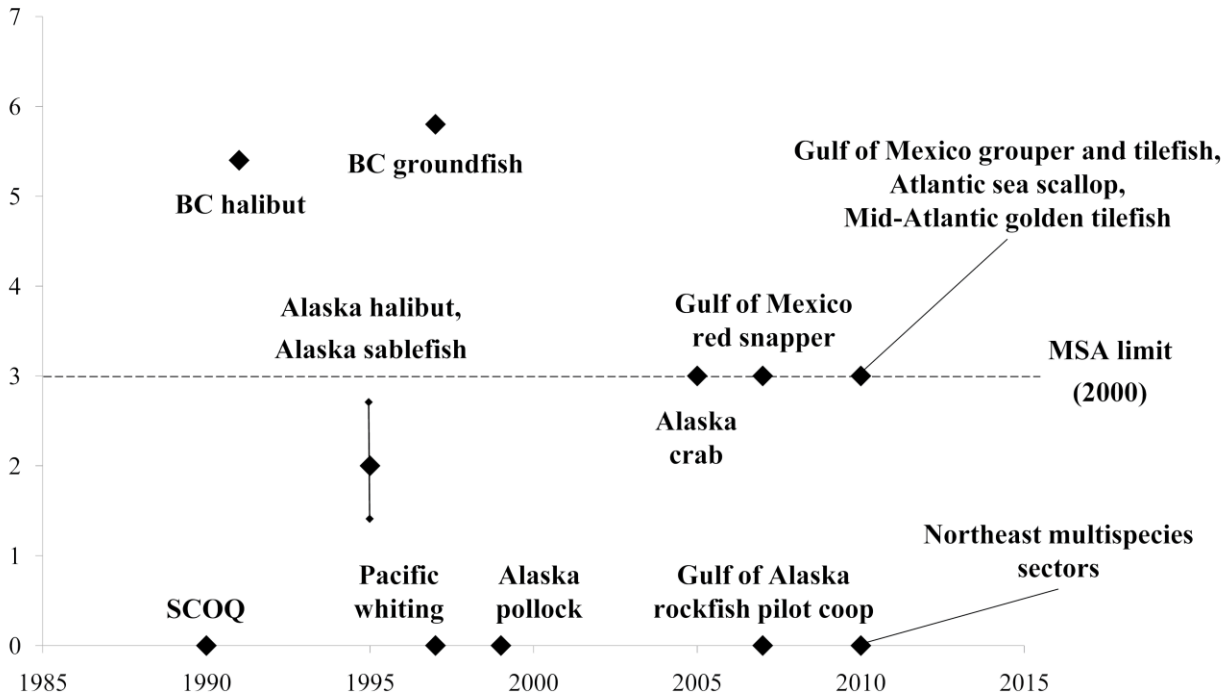 7
6
5
4
3
2
1
0
BC halibut
BC groundfish
Gulf of Mexico grouper and tilefish,
Atlantic sea scallop,
Mid-Atlantic golden tilefish
Alaska halibut,
Alaska sablefish
Gulf of Mexico
red snapper
MSA limit
(2000)
Alaska
crab
SCOQ
Pacific
whiting
Alaska
pollock
Gulf of Alaska
rockfish pilot coop
Northeast multispecies
sectors
1985 1990 1995 2000 2005 2010 2015